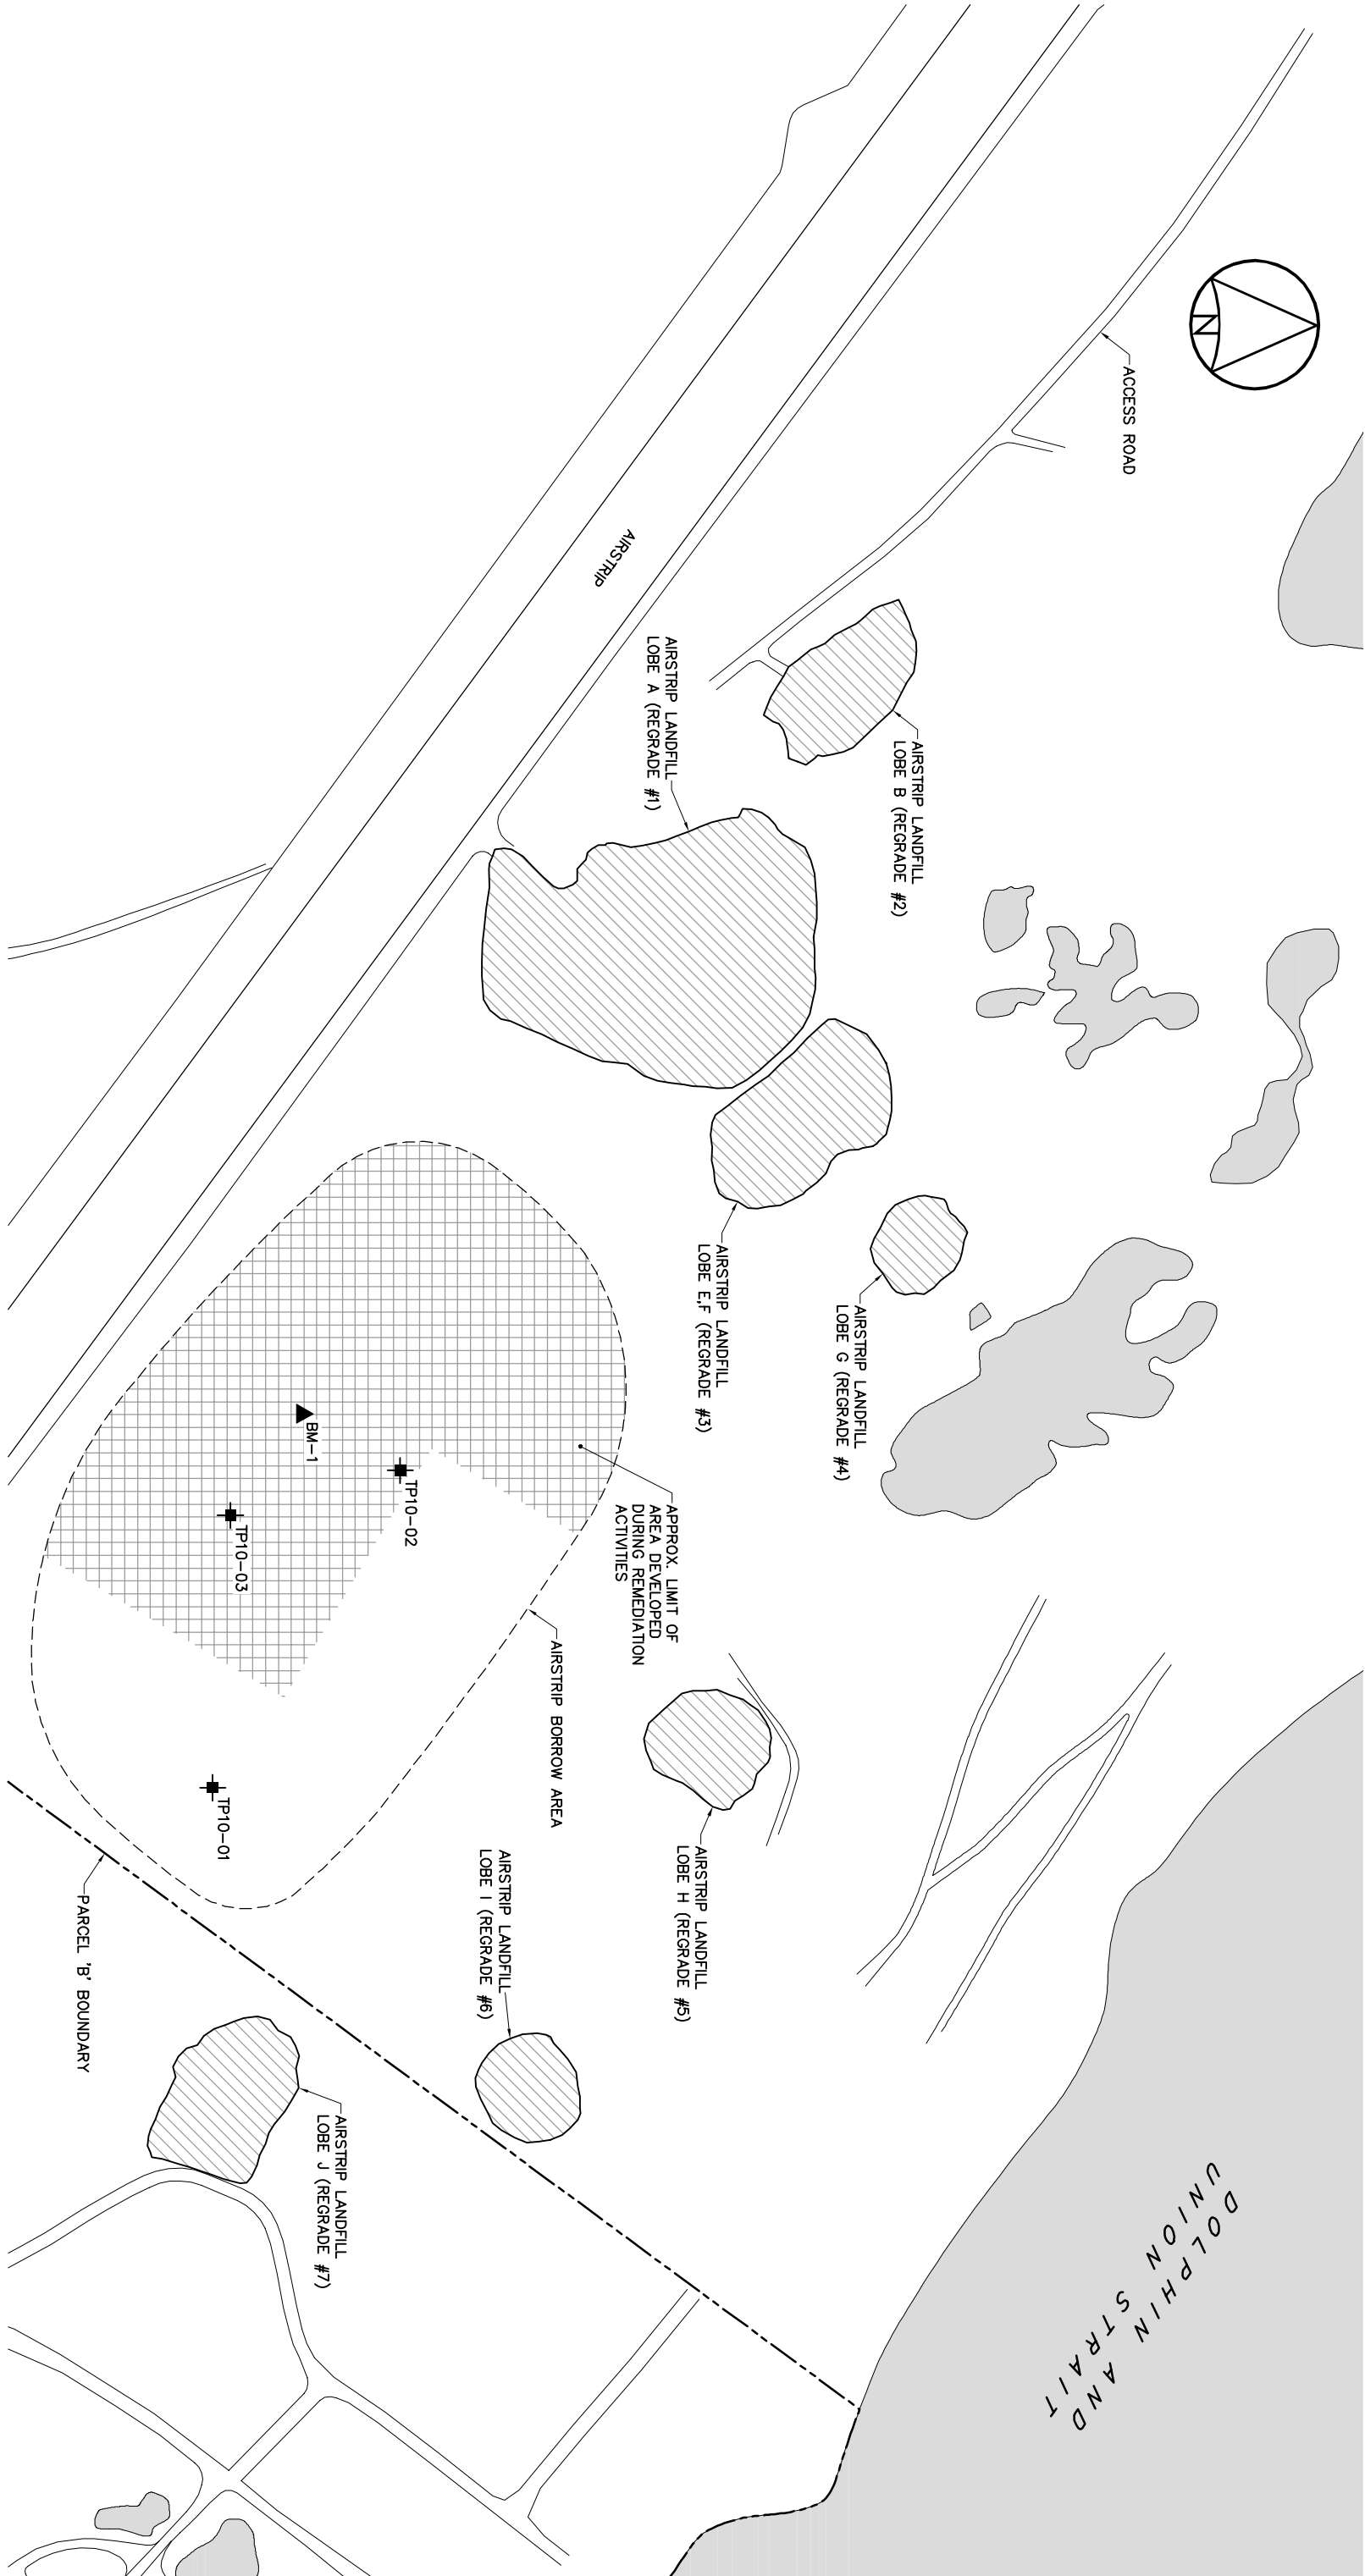 N
ACCESS ROAD
AIRSTRIP
AIRSTRIP LANDFILL
LOBE B (REGRADE #2)
AIRSTRIP LANDFILL
LOBE A (REGRADE #1)
AIRSTRIP LANDFILL
LOBE G (REGRADE #4)
AIRSTRIP LANDFILL
LOBE E,F (REGRADE #3)
BM-1
TP10-02
TP10-03
APPROX. LIMIT OF
AREA DEVELOPED
DURING REMEDIATION
ACTIVITIES
AIRSTRIP BORROW AREA
TP10-01
AIRSTRIP LANDFILL
LOBE H (REGRADE #5)
AIRSTRIP LANDFILL
LOBE I (REGRADE #6)
PARCEL 'B' BOUNDARY
AIRSTRIP LANDFILL
LOBE J (REGRADE #7)
DOLPHIN AND
UNION STRAIT